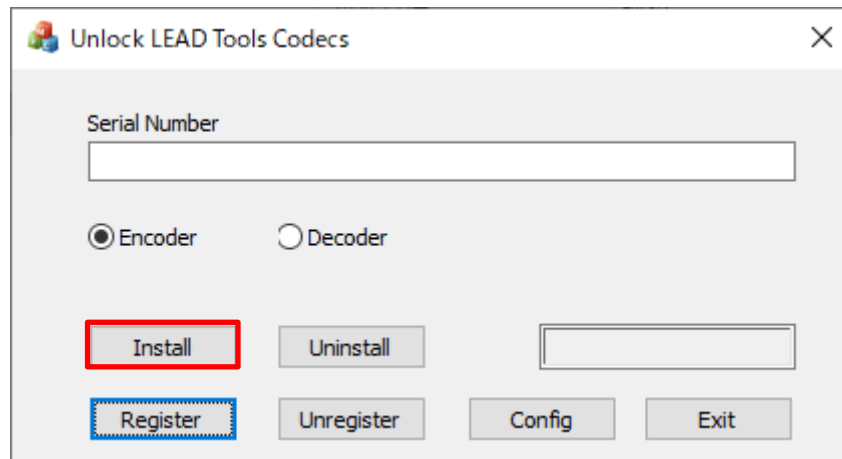 Unlock LEAD Tools Codecs
Serial Number
Encoder Decoder
Install Uninstall
Register Unregister Config Exit